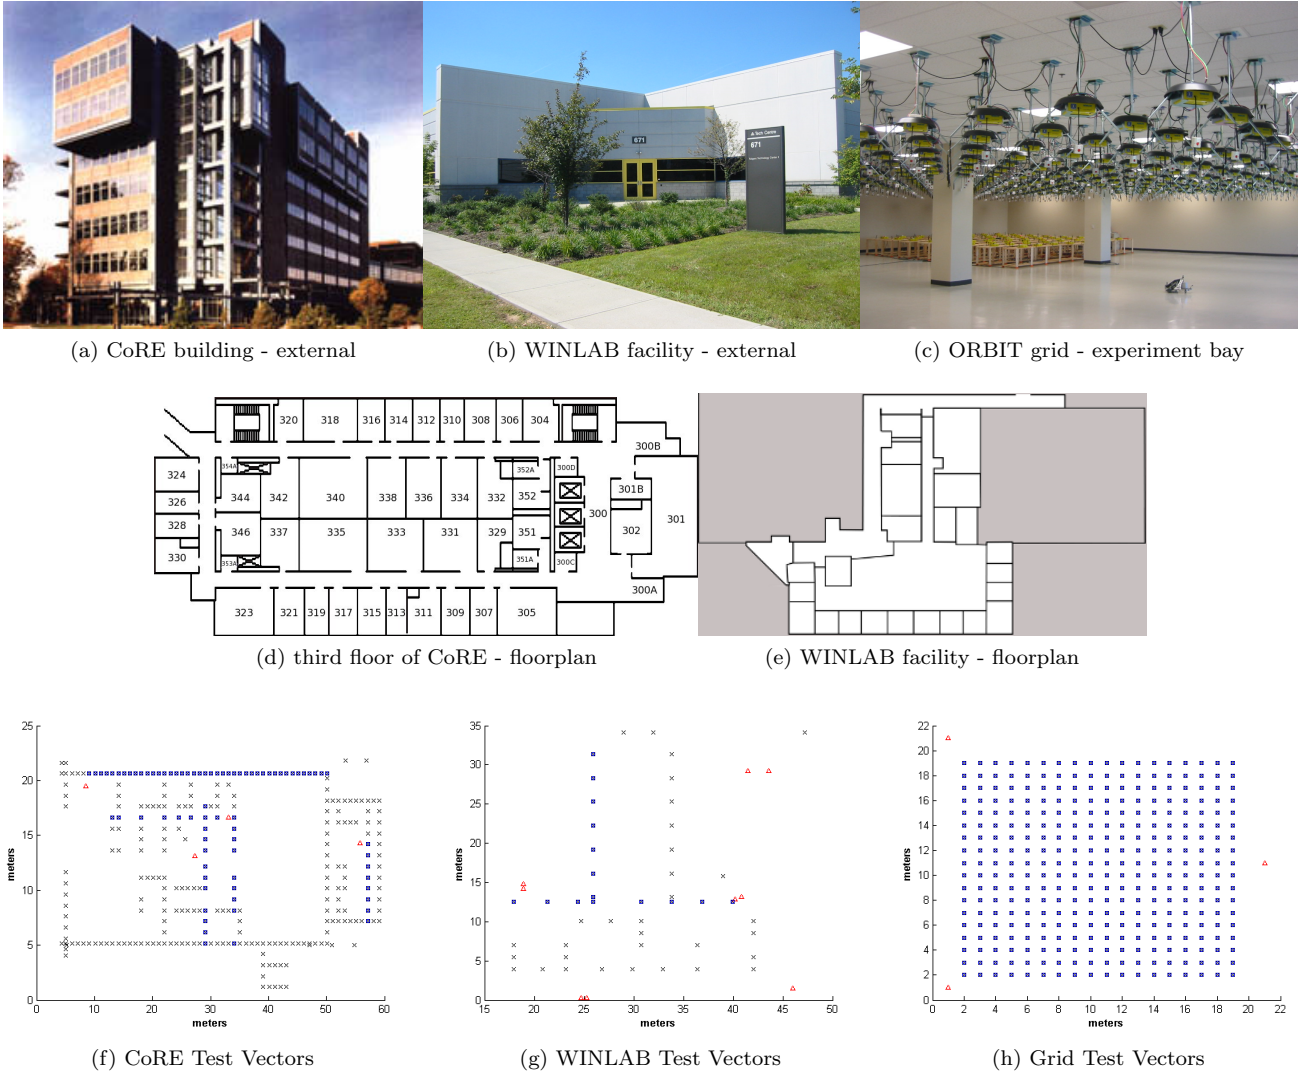 671
A Tech Centre
671
(a) CoRE building - external
(b) WINLAB facility - external
(c) ORBIT grid - experiment bay
320 318 316 314 312 310 308 306 304
300B
324 354A 352A 300D
326 344 342 340 338 336 334 332 352 301B
328 346 337 335 333 331 329 351 300 302 301
330 353A 351A 300C
300A
323 321 319 317 315 313 311 309 307 305
(d) third floor of CoRE - floorplan
(e) WINLAB facility - floorplan
25
20
15
10
5
0
meters
0 10 20 30 40 50 60
meters
(f) CoRE Test Vectors
35
30
25
20
15
10
5
0
meters
15 20 25 30 35 40 45 50
meters
(g) WINLAB Test Vectors
22
20
18
16
14
12
10
8
6
4
2
0
meters
0 2 4 6 8 10 12 14 16 18 20 22
meters
(h) Grid Test Vectors